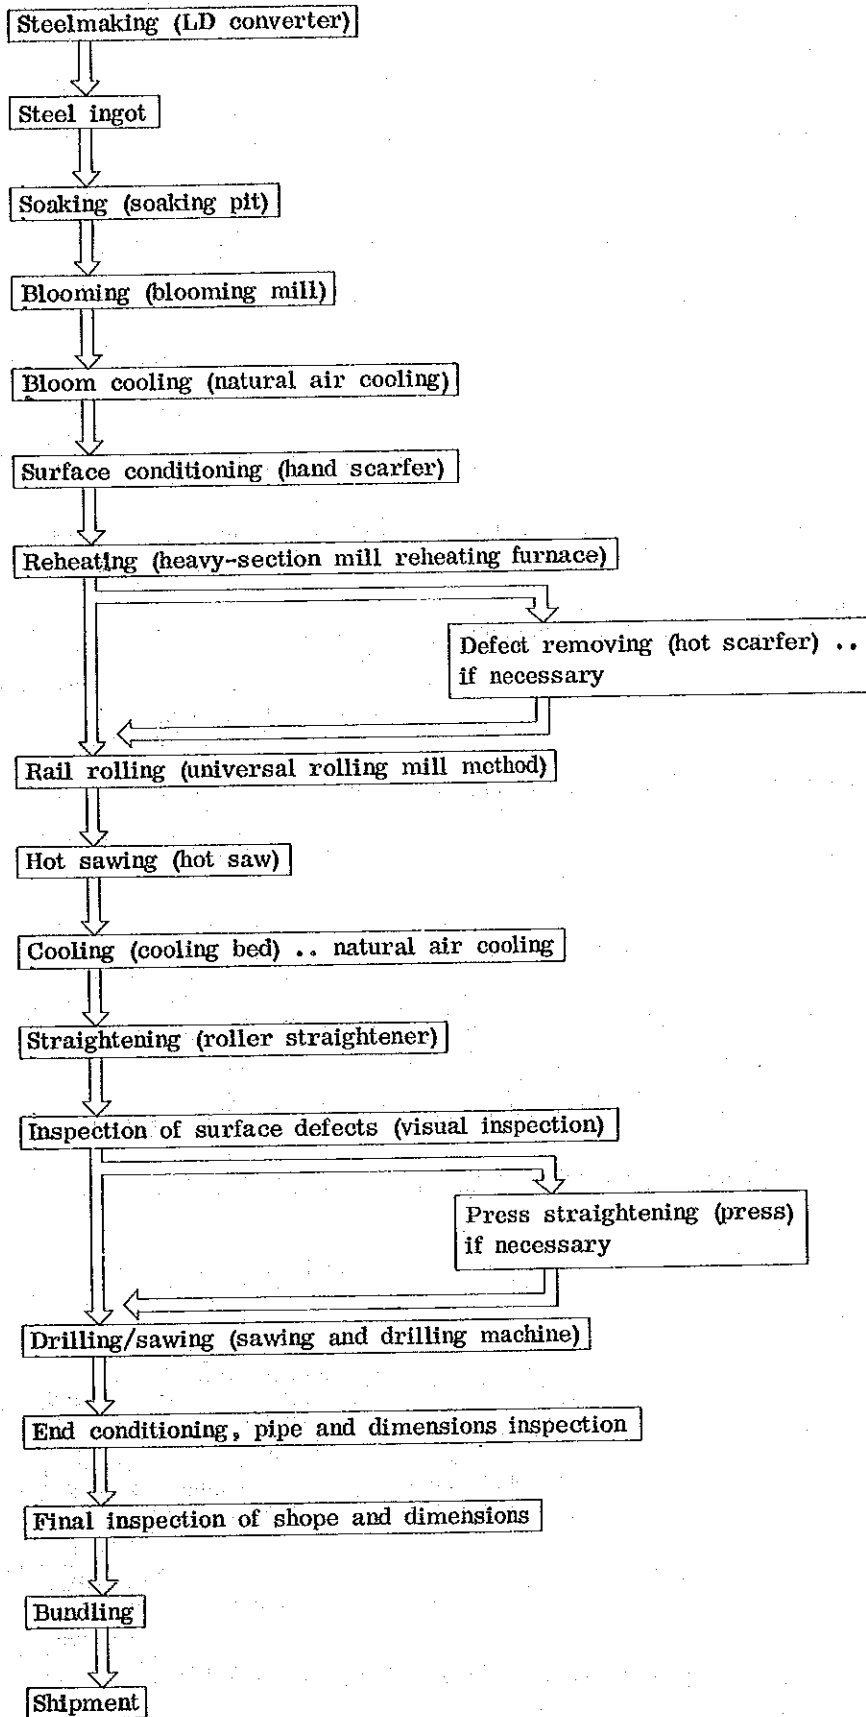 Steelmaking (LD converter)
Steel ingot
Soaking (soaking pit)
Blooming (blooming mill)
Bloom cooling (natural air cooling)
Surface conditioning (hand scarfer)
Reheating (heavy-section mill reheating furnace)
Defect removing (hot scarfer) ..
if necessary
Rail rolling (universal rolling mill method)
Hot sawing (hot saw)
Cooling (cooling bed) .. natural air cooling
Straightening (roller straightener)
Inspection of surface defects (visual inspection)
Press straightening (press)
if necessary
Drilling/sawing (sawing and drilling machine)
End conditioning, pipe and dimensions inspection
Final inspection of shope and dimensions
Bundling
Shipment